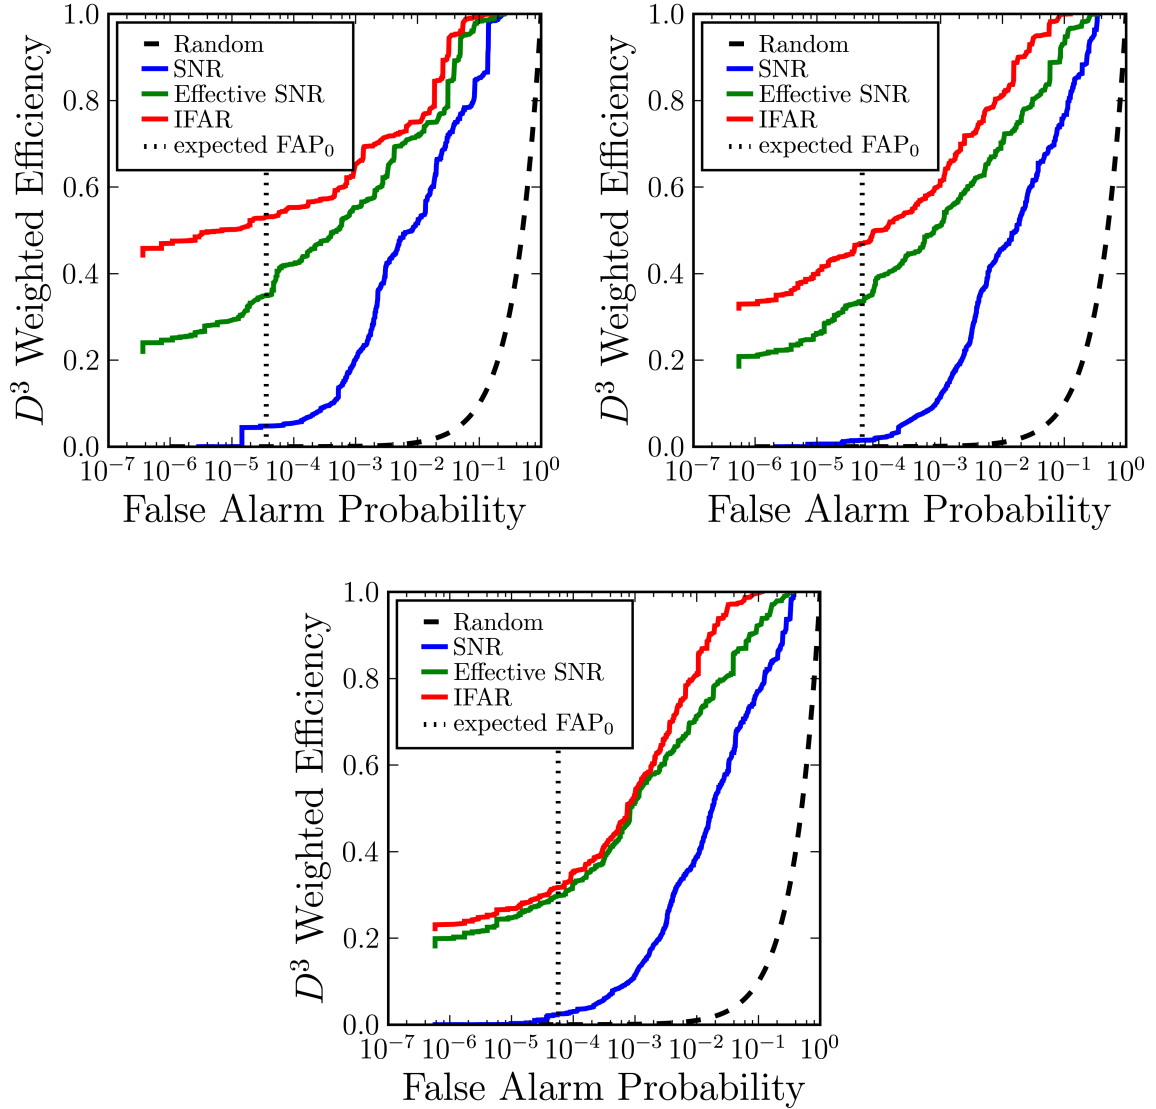 D³ Weighted Efficiency
1.0
0.8
0.6
0.4
0.2
0.0
Random
SNR
Effective SNR
IFAR
expected FAP₀
10⁻⁷ 10⁻⁶ 10⁻⁵ 10⁻⁴ 10⁻³ 10⁻² 10⁻¹ 10⁰
False Alarm Probability
D³ Weighted Efficiency
1.0
0.8
0.6
0.4
0.2
0.0
Random
SNR
Effective SNR
IFAR
expected FAP₀
10⁻⁷ 10⁻⁶ 10⁻⁵ 10⁻⁴ 10⁻³ 10⁻² 10⁻¹ 10⁰
False Alarm Probability
D³ Weighted Efficiency
1.0
0.8
0.6
0.4
0.2
0.0
Random
SNR
Effective SNR
IFAR
expected FAP₀
10⁻⁷ 10⁻⁶ 10⁻⁵ 10⁻⁴ 10⁻³ 10⁻² 10⁻¹ 10⁰
False Alarm Probability